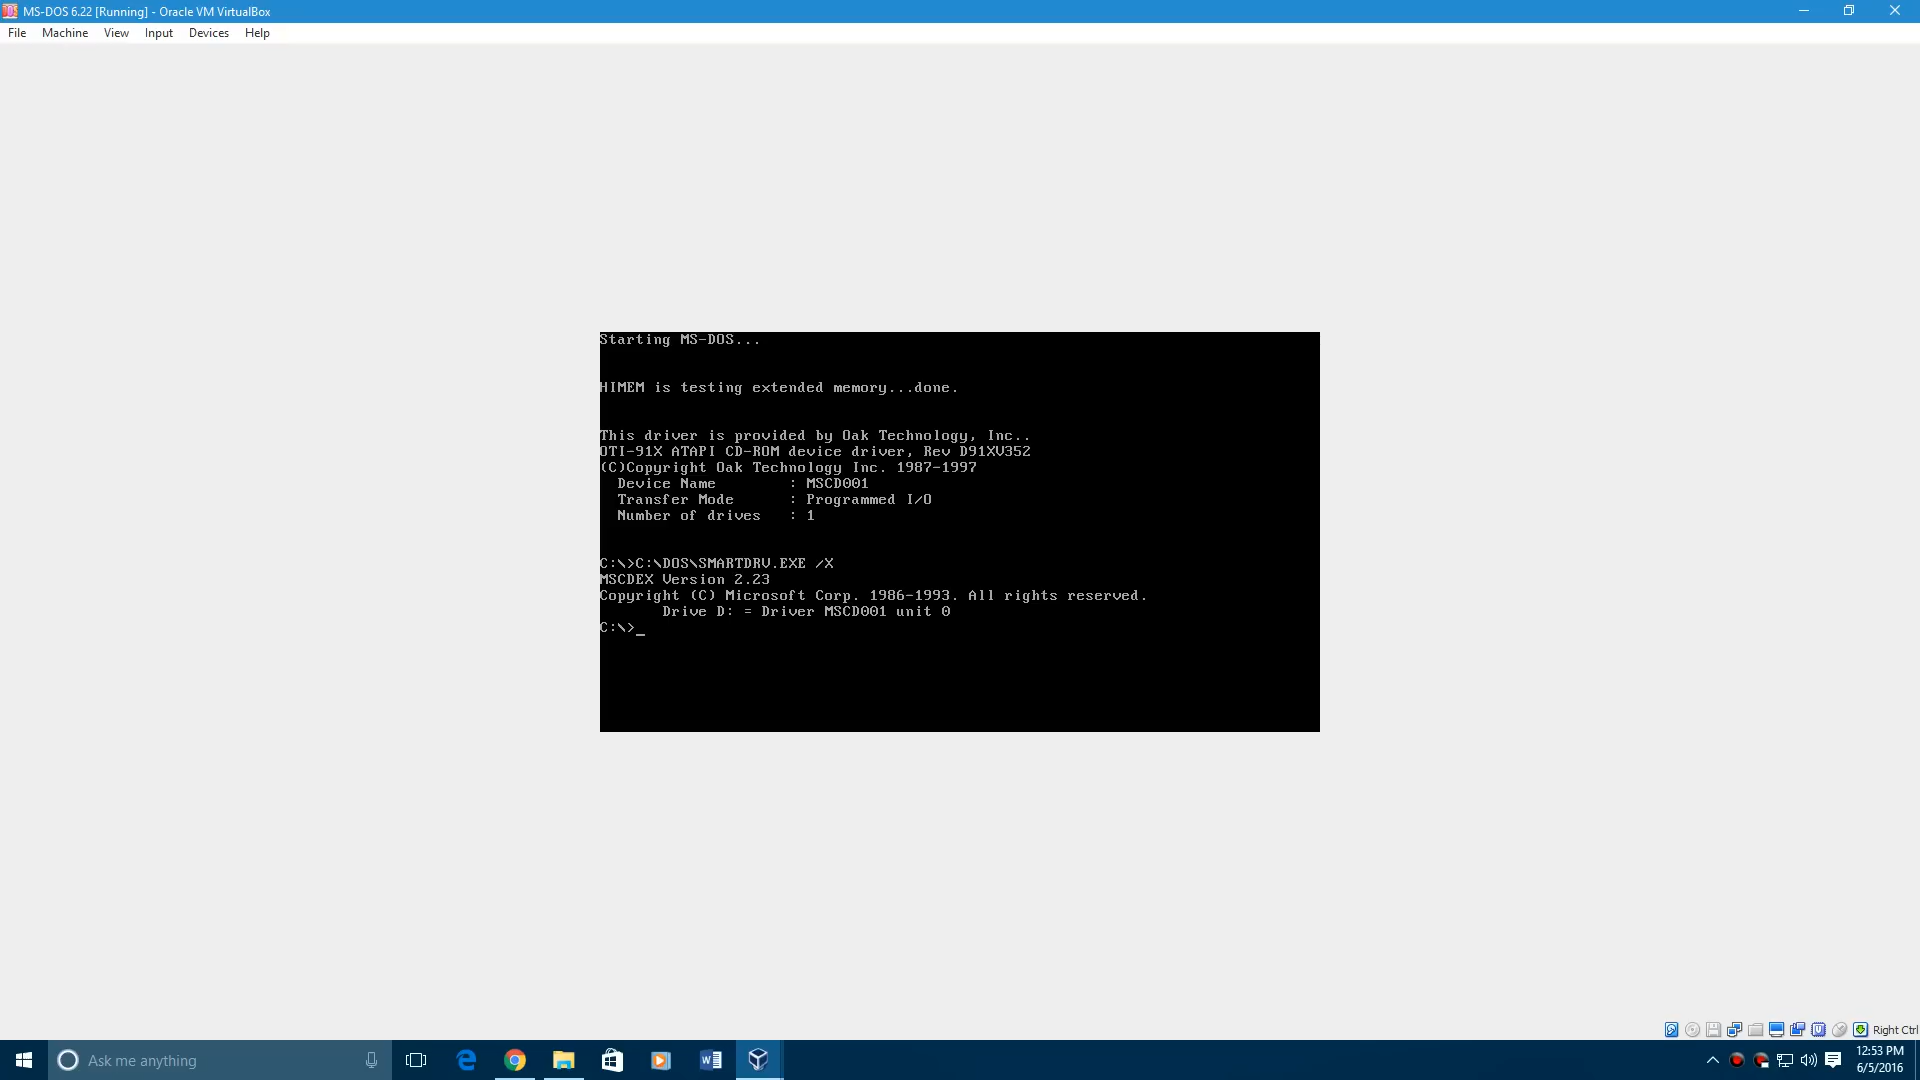 MS-DOS 6.22 [Running] - Oracle VM VirtualBox
File Machine View Input Devices Help
Starting MS-DOS...
HIMEM is testing extended memory...done.
This driver is provided by Oak Technology, Inc..
OTI-91X ATAPI CD-ROM device driver, Rev D91XV352
(C)Copyright Oak Technology Inc. 1987-1997
Device Name : MSCD001
Transfer Mode : Programmed I/O
Number of drives : 1
C:\>C:\DOS\SMARTDRV.EXE /X
MSCDEX Version 2.23
Copyright (C) Microsoft Corp. 1986-1993. All rights reserved.
Drive D: = Driver MSCD001 unit 0
C:\>_
Right Ctrl
Ask me anything
12:53 PM
6/5/2016